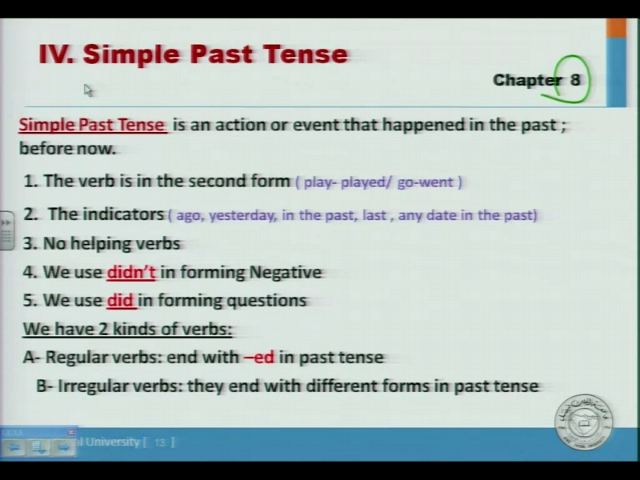 IV. Simple Past Tense
Chapter 8
Simple Past Tense is an action or event that happened in the past ;
before now.
1. The verb is in the second form ( play- played/ go-went )
2. The indicators ( ago, yesterday, in the past, last , any date in the past)
3. No helping verbs
4. We use didn't in forming Negative
5. We use did in forming questions
We have 2 kinds of verbs:
A- Regular verbs: end with –ed in past tense
B- Irregular verbs: they end with different forms in past tense
University [ 13 ]